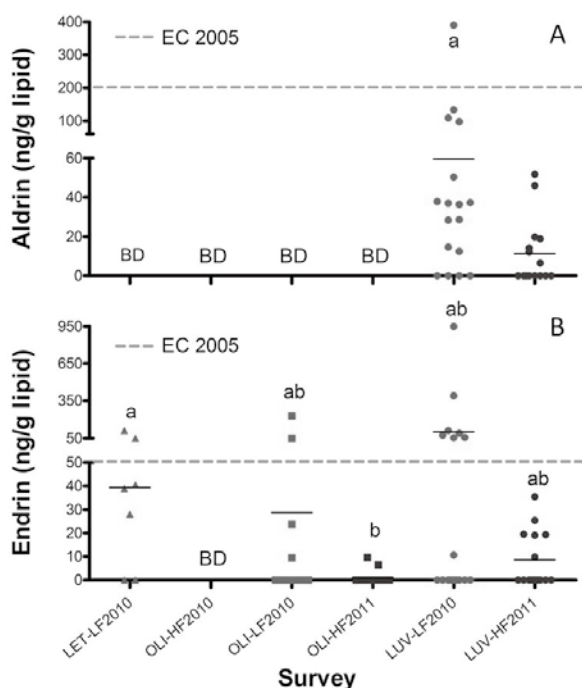 A
EC 2005
a
Aldrin (ng/g lipid)
400
300
200
100
60
40
20
0
BD BD BD BD
B
EC 2005
Endrin (ng/g lipid)
950
650
350
50
50
40
30
20
10
0
a
BD
ab
b
ab
ab
LET-LF2010
OLI-HF2010
OLI-LF2010
OLI-HF2011
LUV-LF2010
LUV-HF2011
Survey